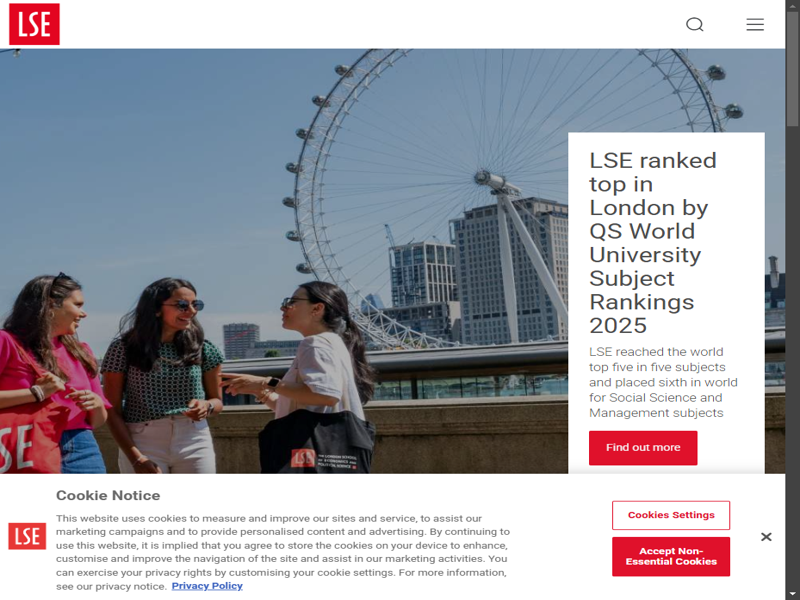 LSE
LSE ranked
top in
London by
QS World
University
Subject
Rankings
2025
LSE reached the world
top five in five subjects
and placed sixth in world
for Social Science and
Management subjects
Find out more
SE
LSE
Cookie Notice
LSE
This website uses cookies to measure and improve our sites and service, to assist our
marketing campaigns and to provide personalised content and advertising. By continuing to
use this website, it is implied that you agree to store the cookies on your device to enhance,
customise and improve the navigation of the site and assist in our marketing activities. You
can exercise your privacy rights by customising your cookie settings. For more information,
see our privacy notice. Privacy Policy
Cookies Settings
Accept Non-
Essential Cookies